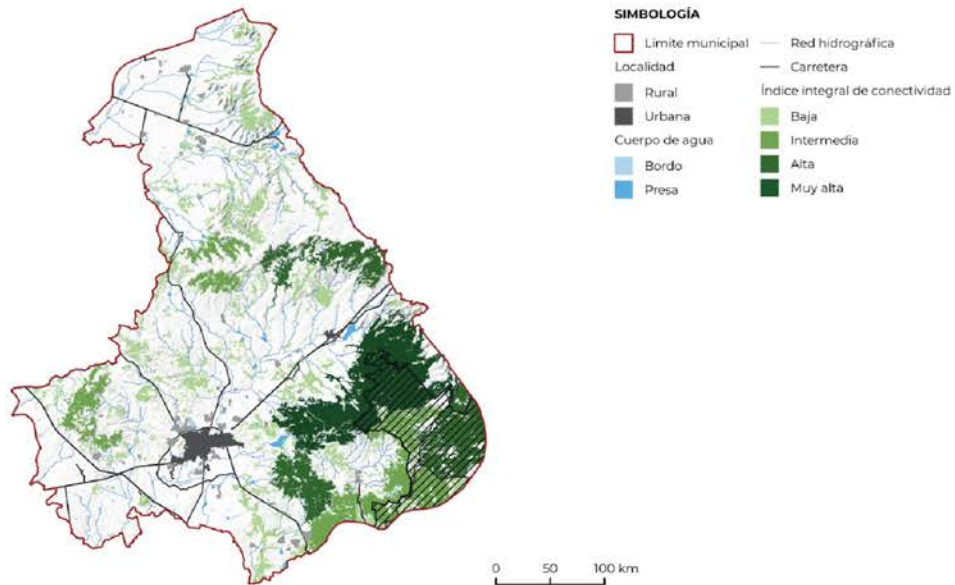 SIMBOLOGÍA
Límite municipal
Localidad
Rural
Urbana
Cuerpo de agua
Bordo
Presa
Red hidrográfica
Carretera
Índice integral de conectividad
Baja
Intermedia
Alta
Muy alta
0 50 100 km